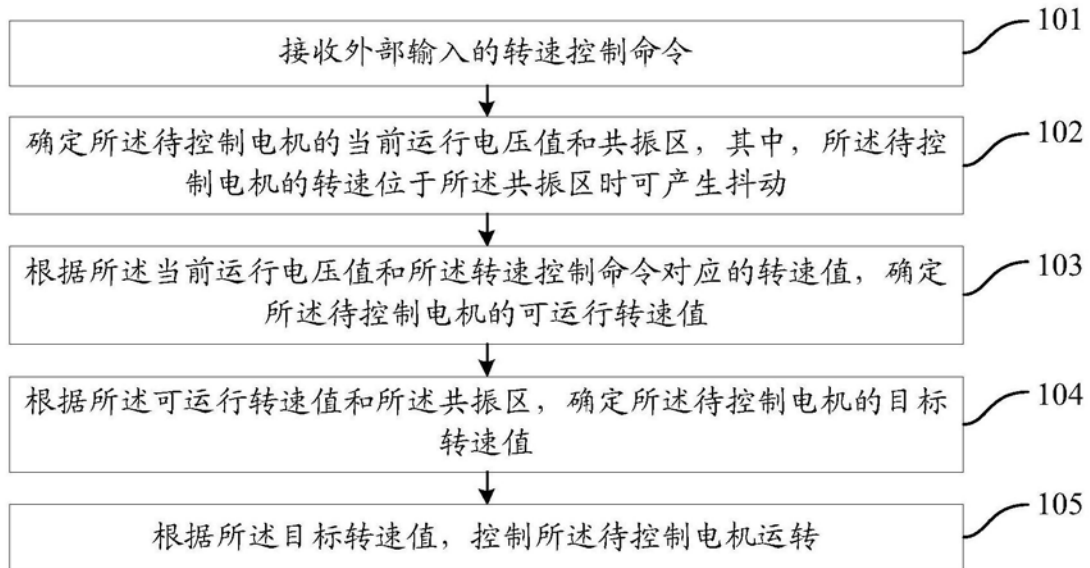 接收外部输入的转速控制命令
101
确定所述待控制电机的当前运行电压值和共振区，其中，所述待控
制电机的转速位于所述共振区时可产生抖动
102
根据所述当前运行电压值和所述转速控制命令对应的转速值，确定
所述待控制电机的可运行转速值
103
根据所述可运行转速值和所述共振区，确定所述待控制电机的目标
转速值
104
根据所述目标转速值，控制所述待控制电机运转
105